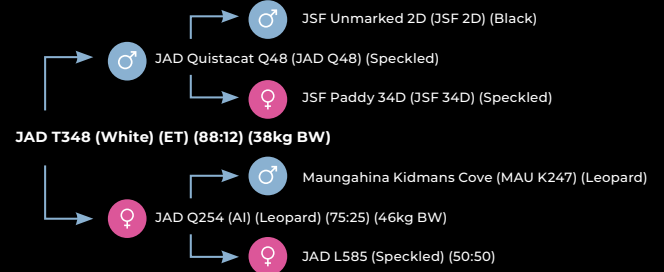 JSF Unmarked 2D (JSF 2D) (Black)
JAD Quistacat Q48 (JAD Q48) (Speckled)
JSF Paddy 34D (JSF 34D) (Speckled)
JAD T348 (White) (ET) (88:12) (38kg BW)
Maungahina Kidmans Cove (MAU K247) (Leopard)
JAD Q254 (AI) (Leopard) (75:25) (46kg BW)
JAD L585 (Speckled) (50:50)